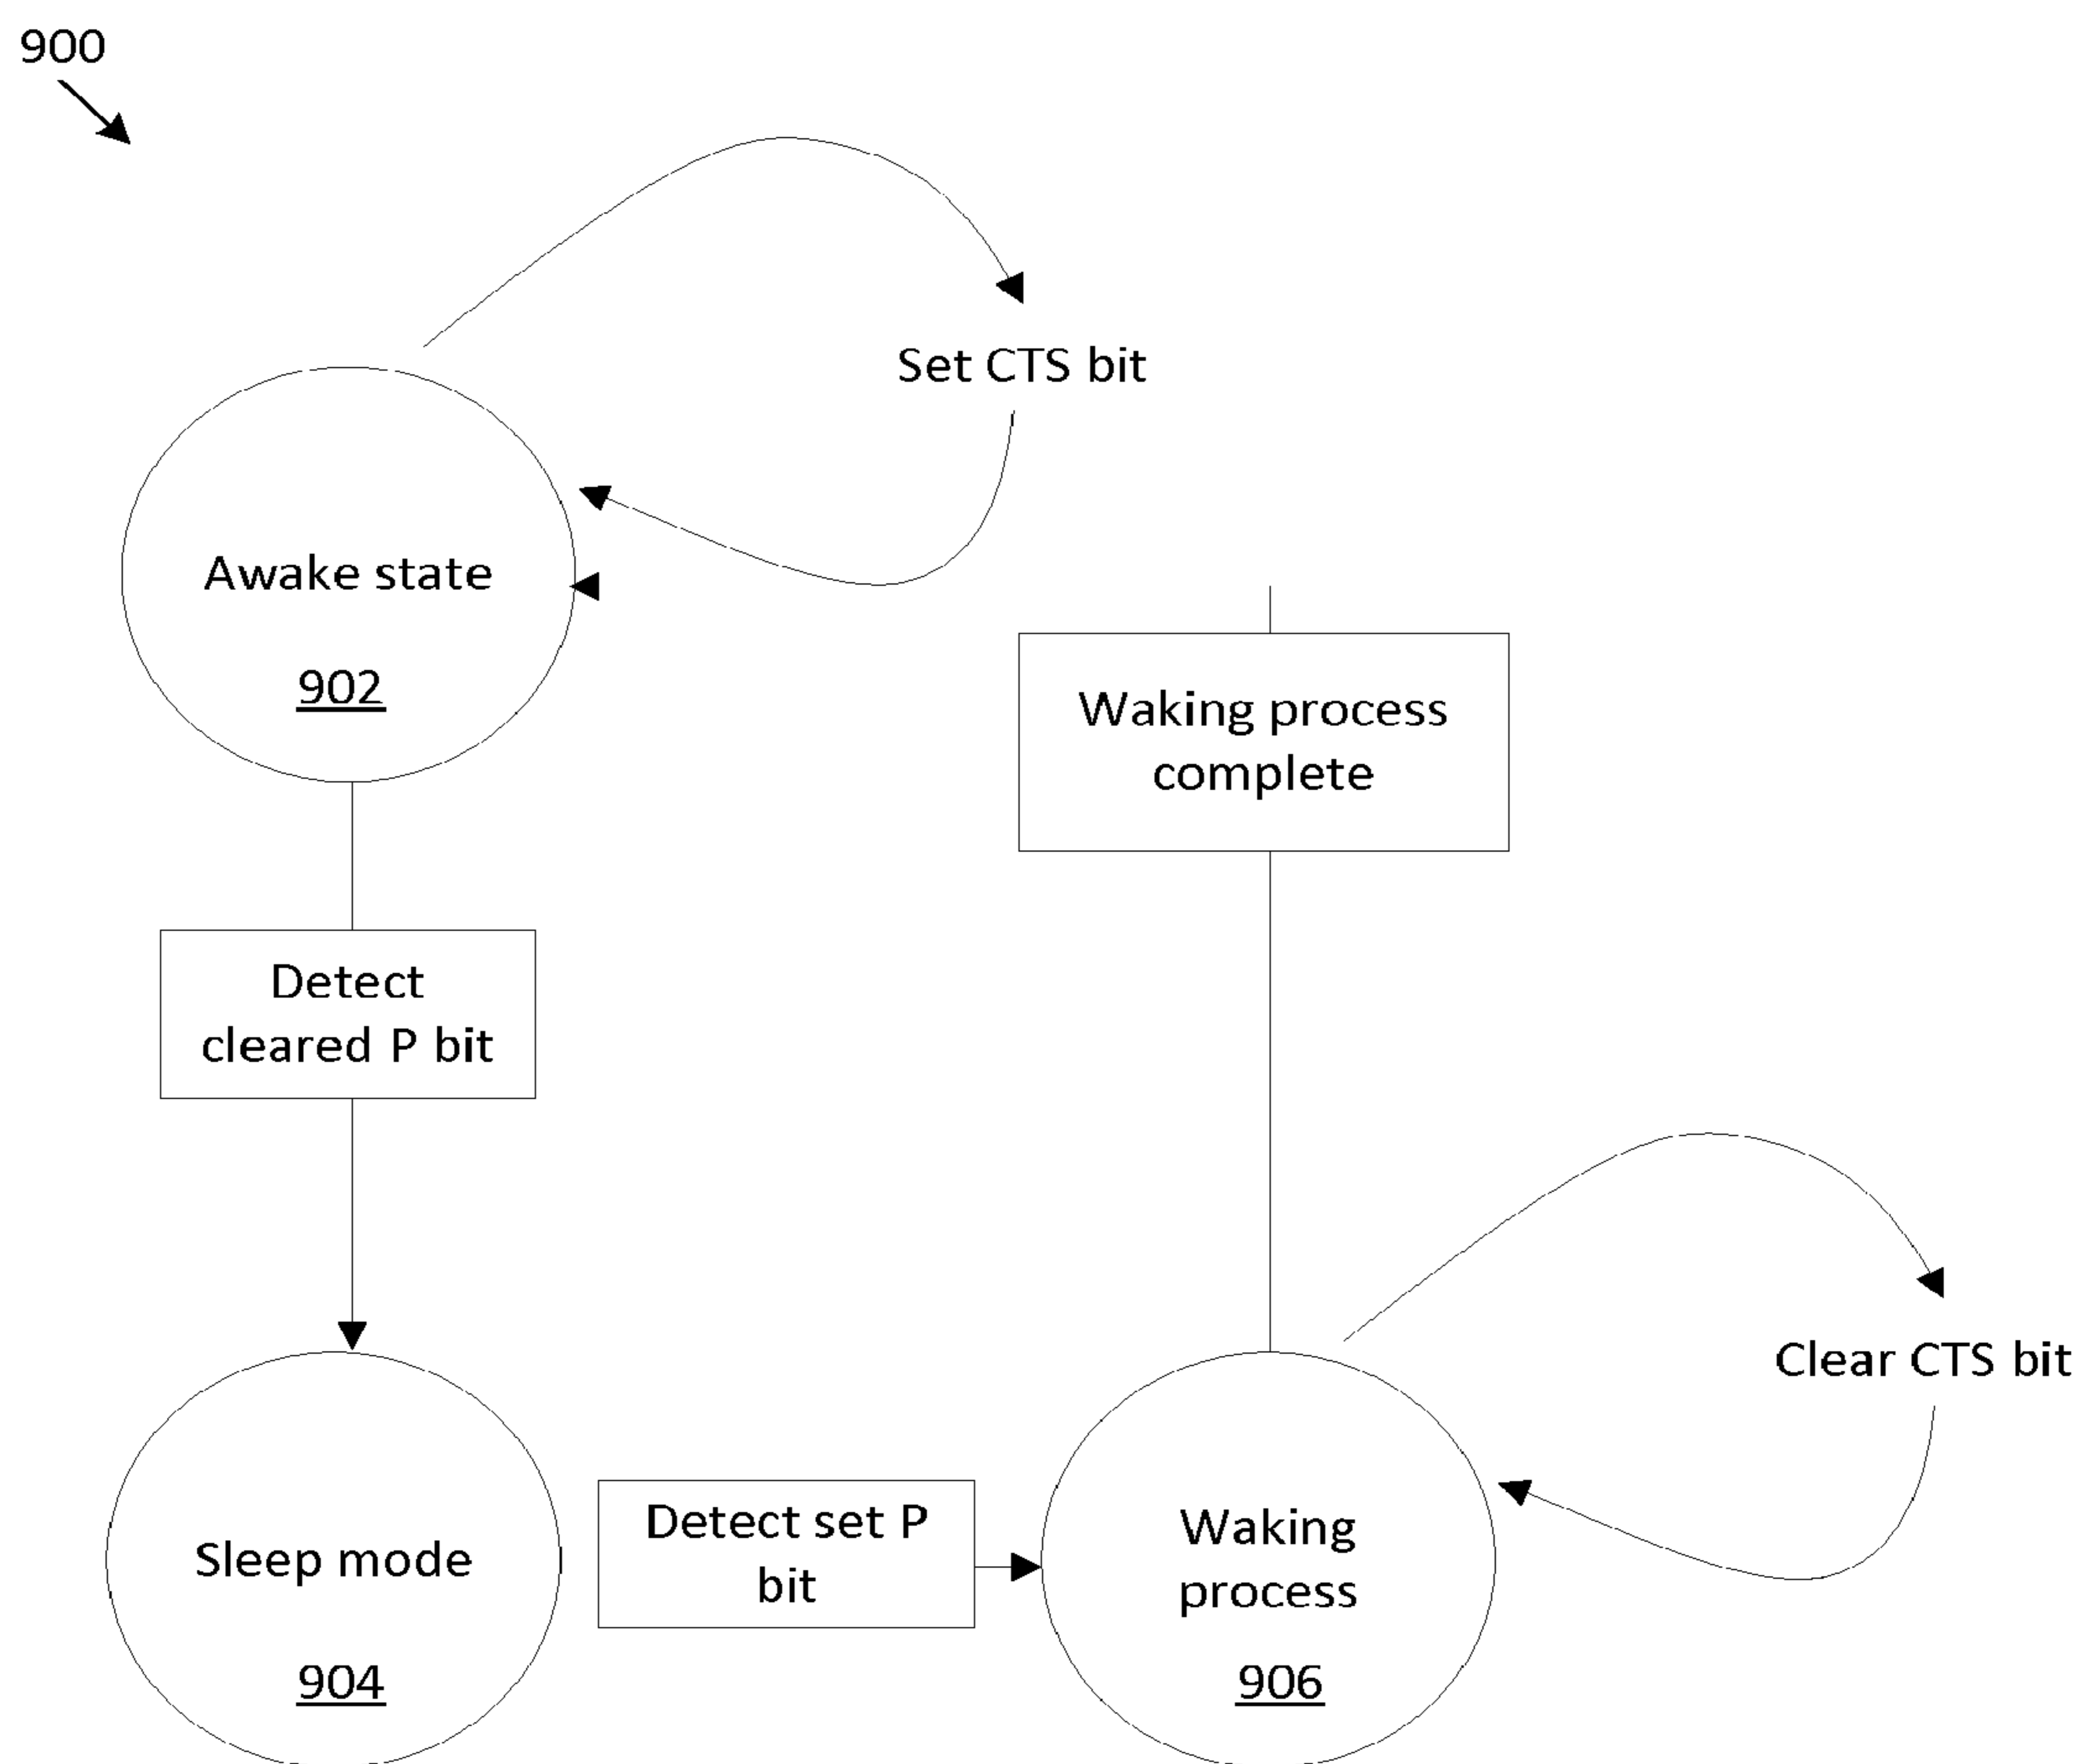 900
Set CTS bit
Awake state
902
Waking process
complete
Detect
cleared P bit
Clear CTS bit
Sleep mode
904
Detect set P
bit
Waking
process
906